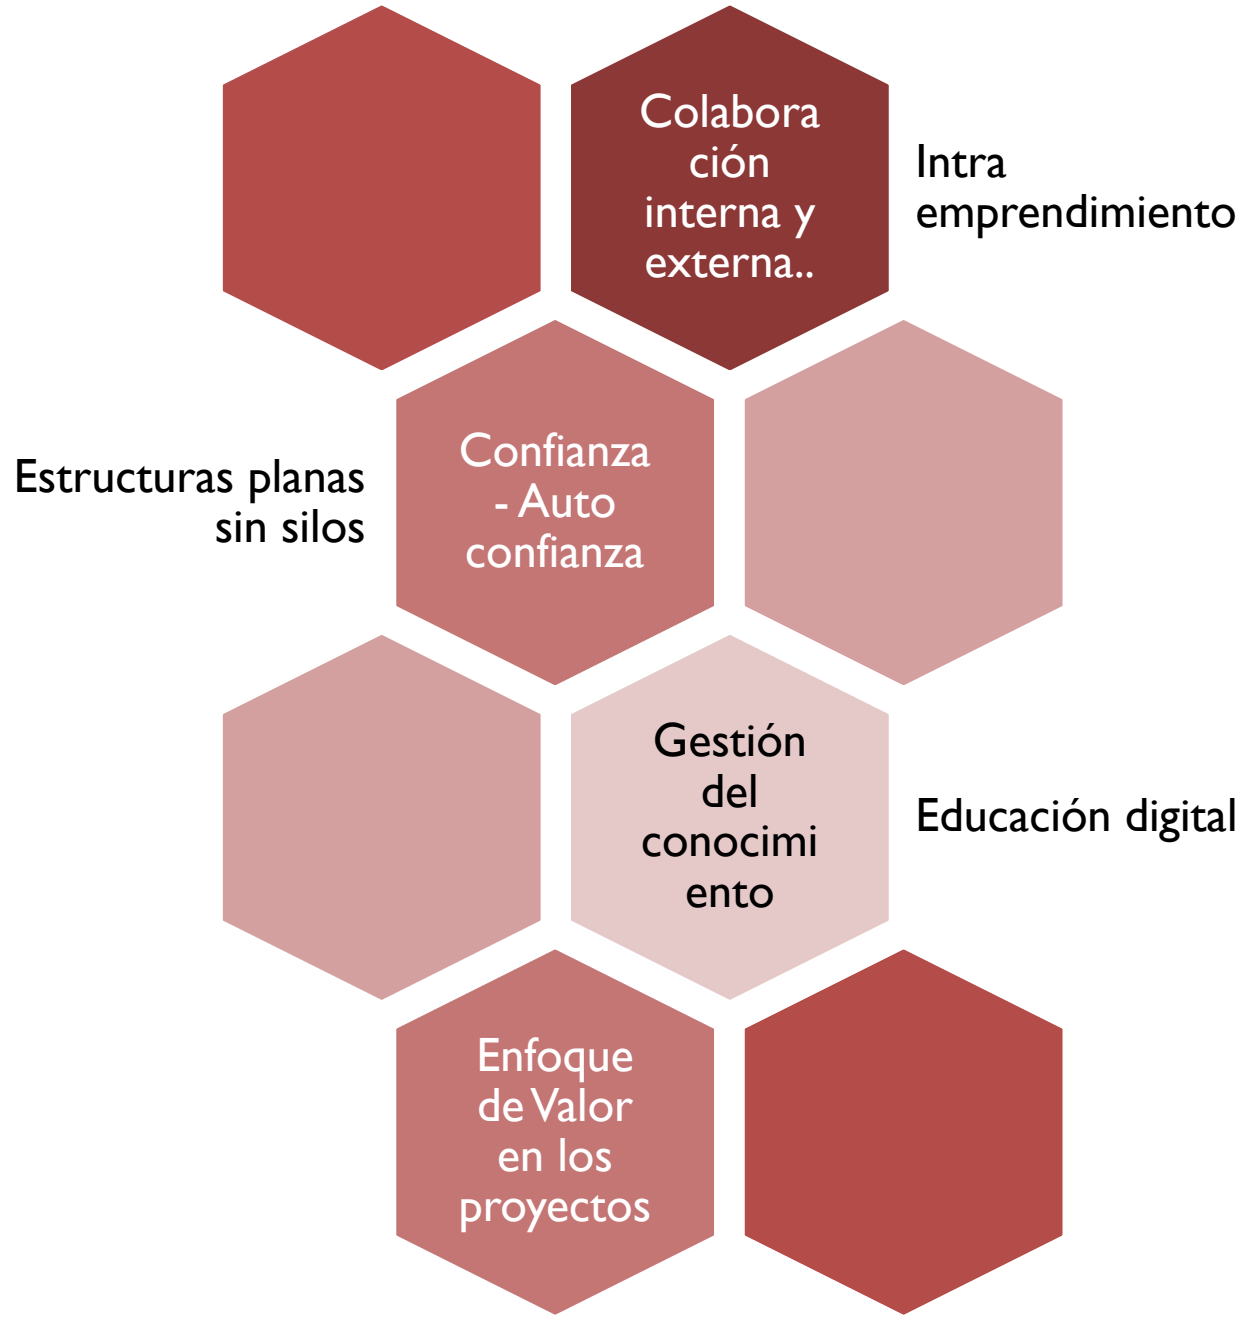 Colabora
ción
interna y
externa..
Intra
emprendimiento
Estructuras planas
sin silos
Confianza
- Auto
confianza
Gestión
del
conocimi
ento
Educación digital
Enfoque
de Valor
en los
proyectos